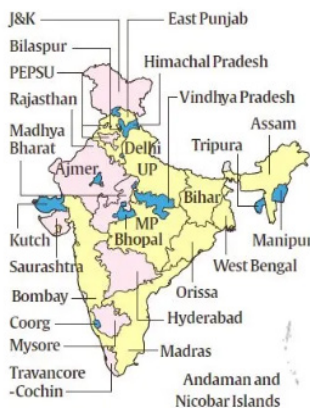 J&K
East Punjab
Bilaspur
PEPSU
Himachal Pradesh
Rajasthan
Vindhya Pradesh
Madhya
Bharat
Delhi
Assam
UP
Tripura
Ajmer
Bihar
MP
Bhopal
Kutch
Manipur
Saurashtra
West Bengal
Orissa
Bombay
Hyderabad
Coorg
Mysore
Madras
Travancore
-Cochin
Andaman and
Nicobar Islands